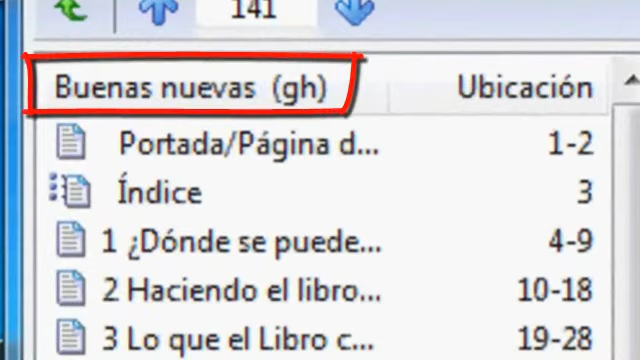 141
Buenas nuevas (gh) Ubicación
Portada/Página d... 1-2
Índice 3
1 ¿Dónde se puede... 4-9
2 Haciendo el libro... 10-18
3 Lo que el Libro c... 19-28